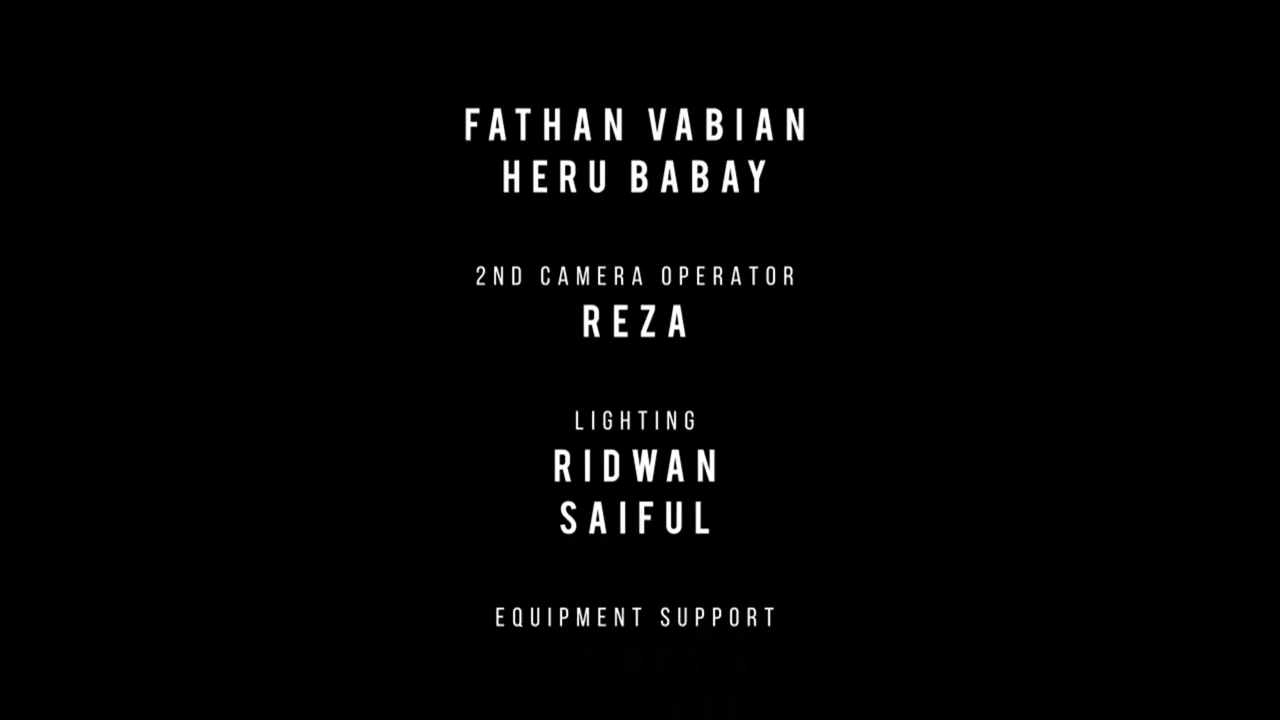 FATHAN VABIAN
HERU BABAY
2ND CAMERA OPERATOR
REZA
LIGHTING
RIDWAN
SAIFUL
EQUIPMENT SUPPORT